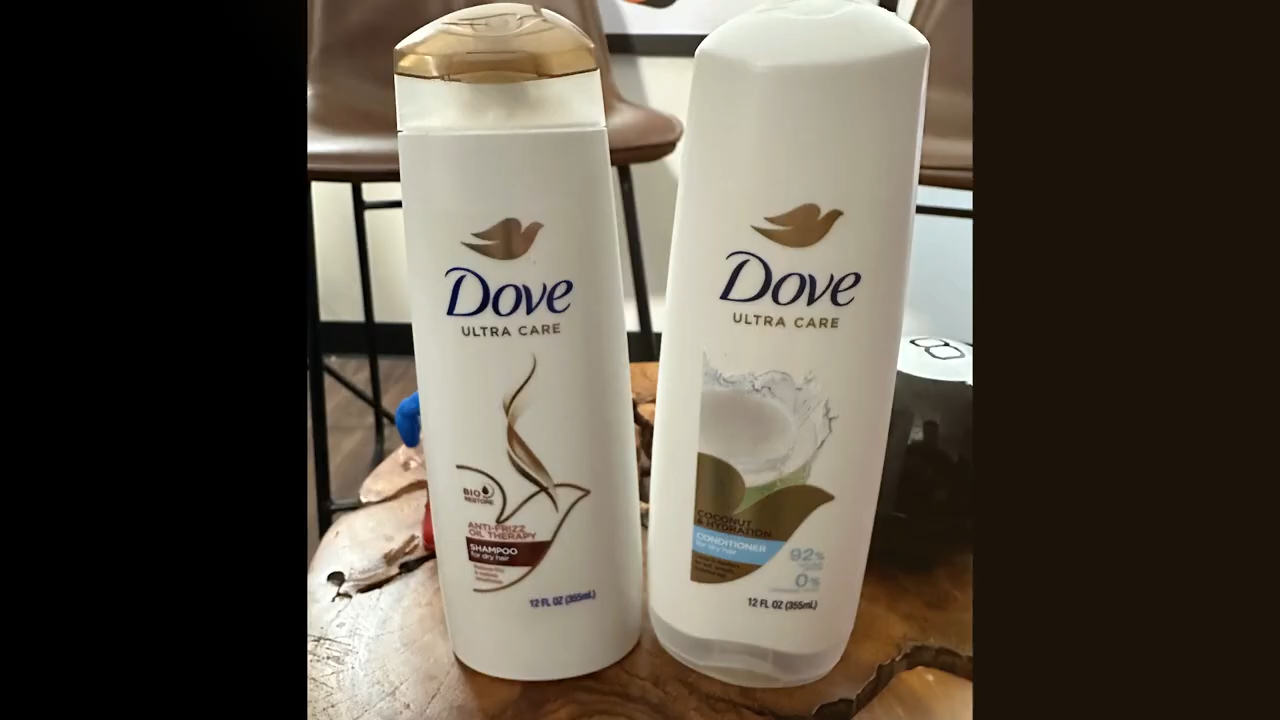 Dove
ULTRA CARE
BIO
RESTORE
ANTI-FRIZZ
OIL THERAPY
SHAMPOO
for dry hair
12 FL OZ (355mL)
Dove
ULTRA CARE
COCONUT
& HYDRATION
CONDITIONER
for dry hair
92%
0%
12 FL OZ (355mL)
8